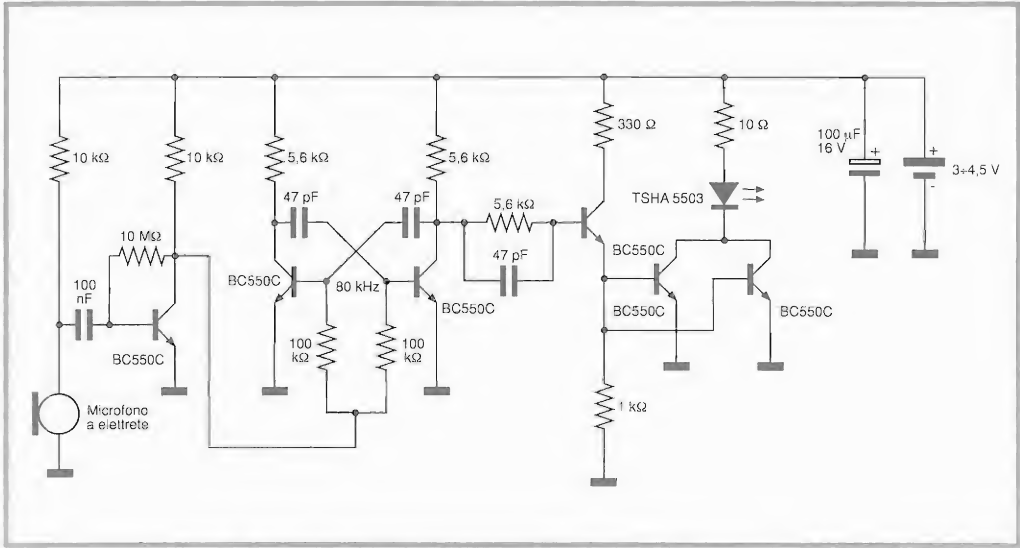 10 kΩ
10 kΩ
5,6 kΩ
5,6 kΩ
330 Ω
10 Ω
100 µF
16 V
+
+
-
3÷4,5 V
47 pF
47 pF
TSHA 5503
5,6 kΩ
10 MΩ
47 pF
BC550C
BC550C
80 kHz
100
nF
BC550C
BC550C
BC550C
BC550C
100
kΩ
100
kΩ
BC550C
1 kΩ
Microfono
a elettrete